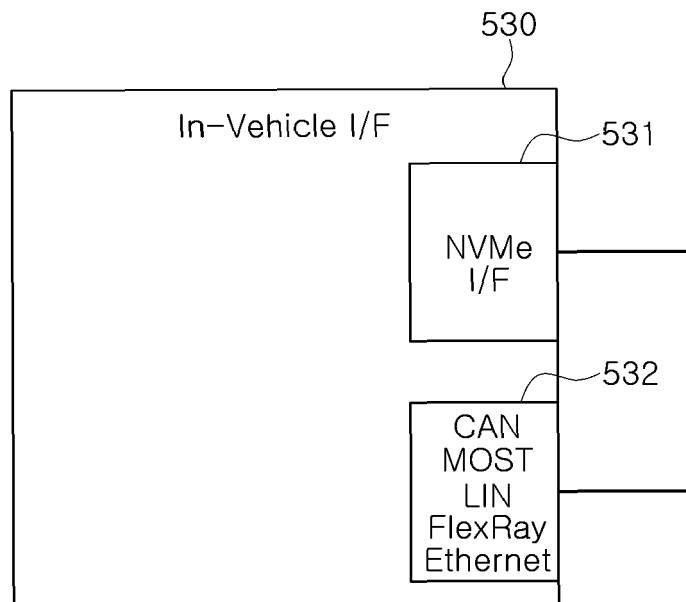 530
In-Vehicle I/F
531
NVMe
I/F
532
CAN
MOST
LIN
FlexRay
Ethernet